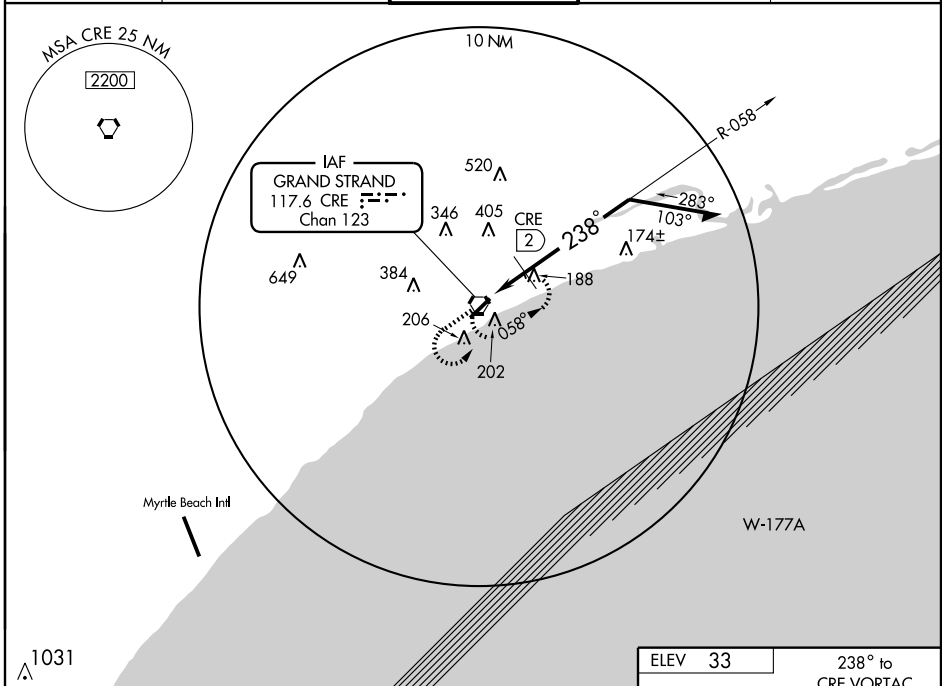 MSA CRE 25 NM
2200
10 NM
R-058
IAF
GRAND STRAND
117.6 CRE
Chan 123
520
346
405
CRE
2
238°
283°
103°
174±
649
384
188
206
058°
202
Myrtle Beach Intl
W-177A
1031
ELEV 33
238° to
CRE VORTAC